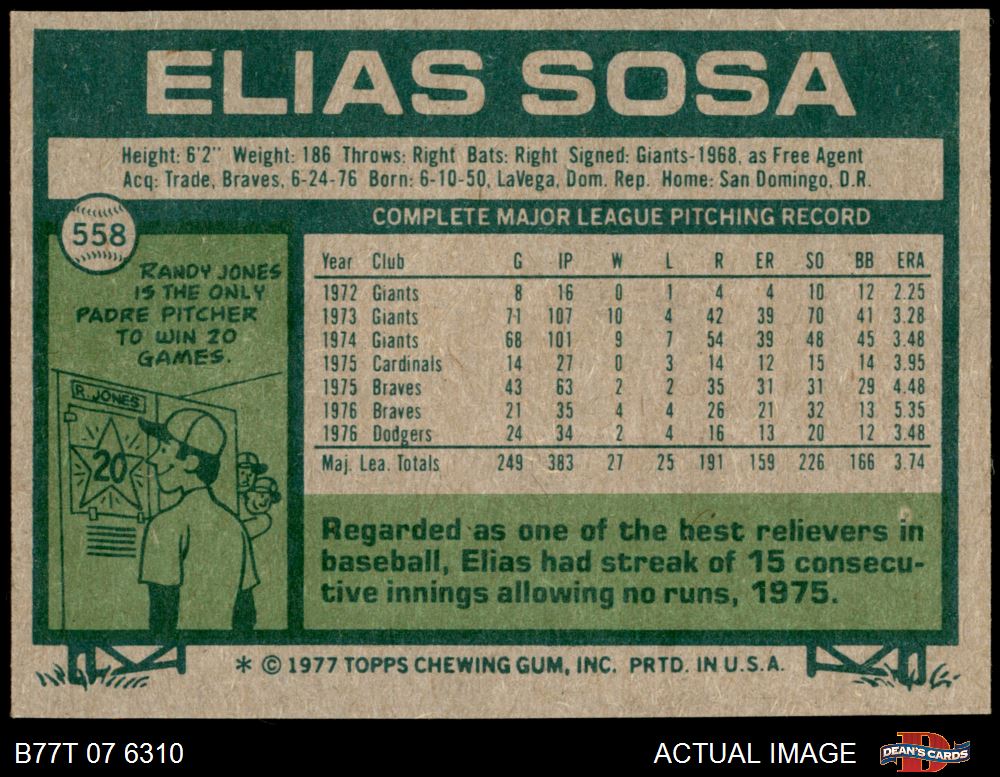 ELIAS SOSA
Height: 6'2" Weight: 186 Throws: Right Bats: Right Signed: Giants-1968, as Free Agent
Acq: Trade, Braves, 6-24-76 Born: 6-10-50, LaVega, Dom. Rep. Home: San Domingo, D.R.
558
RANDY JONES
IS THE ONLY
PADRE PITCHER
TO WIN 20
GAMES.
R. JONES
20
COMPLETE MAJOR LEAGUE PITCHING RECORD
Year Club G IP W L R ER SO BB ERA
1972 Giants 8 16 0 1 4 4 10 12 2.25
1973 Giants 71 107 10 4 42 39 70 41 3.28
1974 Giants 68 101 9 7 54 39 48 45 3.48
1975 Cardinals 14 27 0 3 14 12 15 14 3.95
1975 Braves 43 63 2 2 35 31 31 29 4.48
1976 Braves 21 35 4 4 26 21 32 13 5.35
1976 Dodgers 24 34 2 4 16 13 20 12 3.48
Maj. Lea. Totals 249 383 27 25 191 159 226 166 3.74
Regarded as one of the best relievers in
baseball, Elias had streak of 15 consecu-
tive innings allowing no runs, 1975.
* © 1977 TOPPS CHEWING GUM, INC. PRTD. IN U.S.A.
B77T 07 6310
ACTUAL IMAGE
D
DEAN'S CARDS